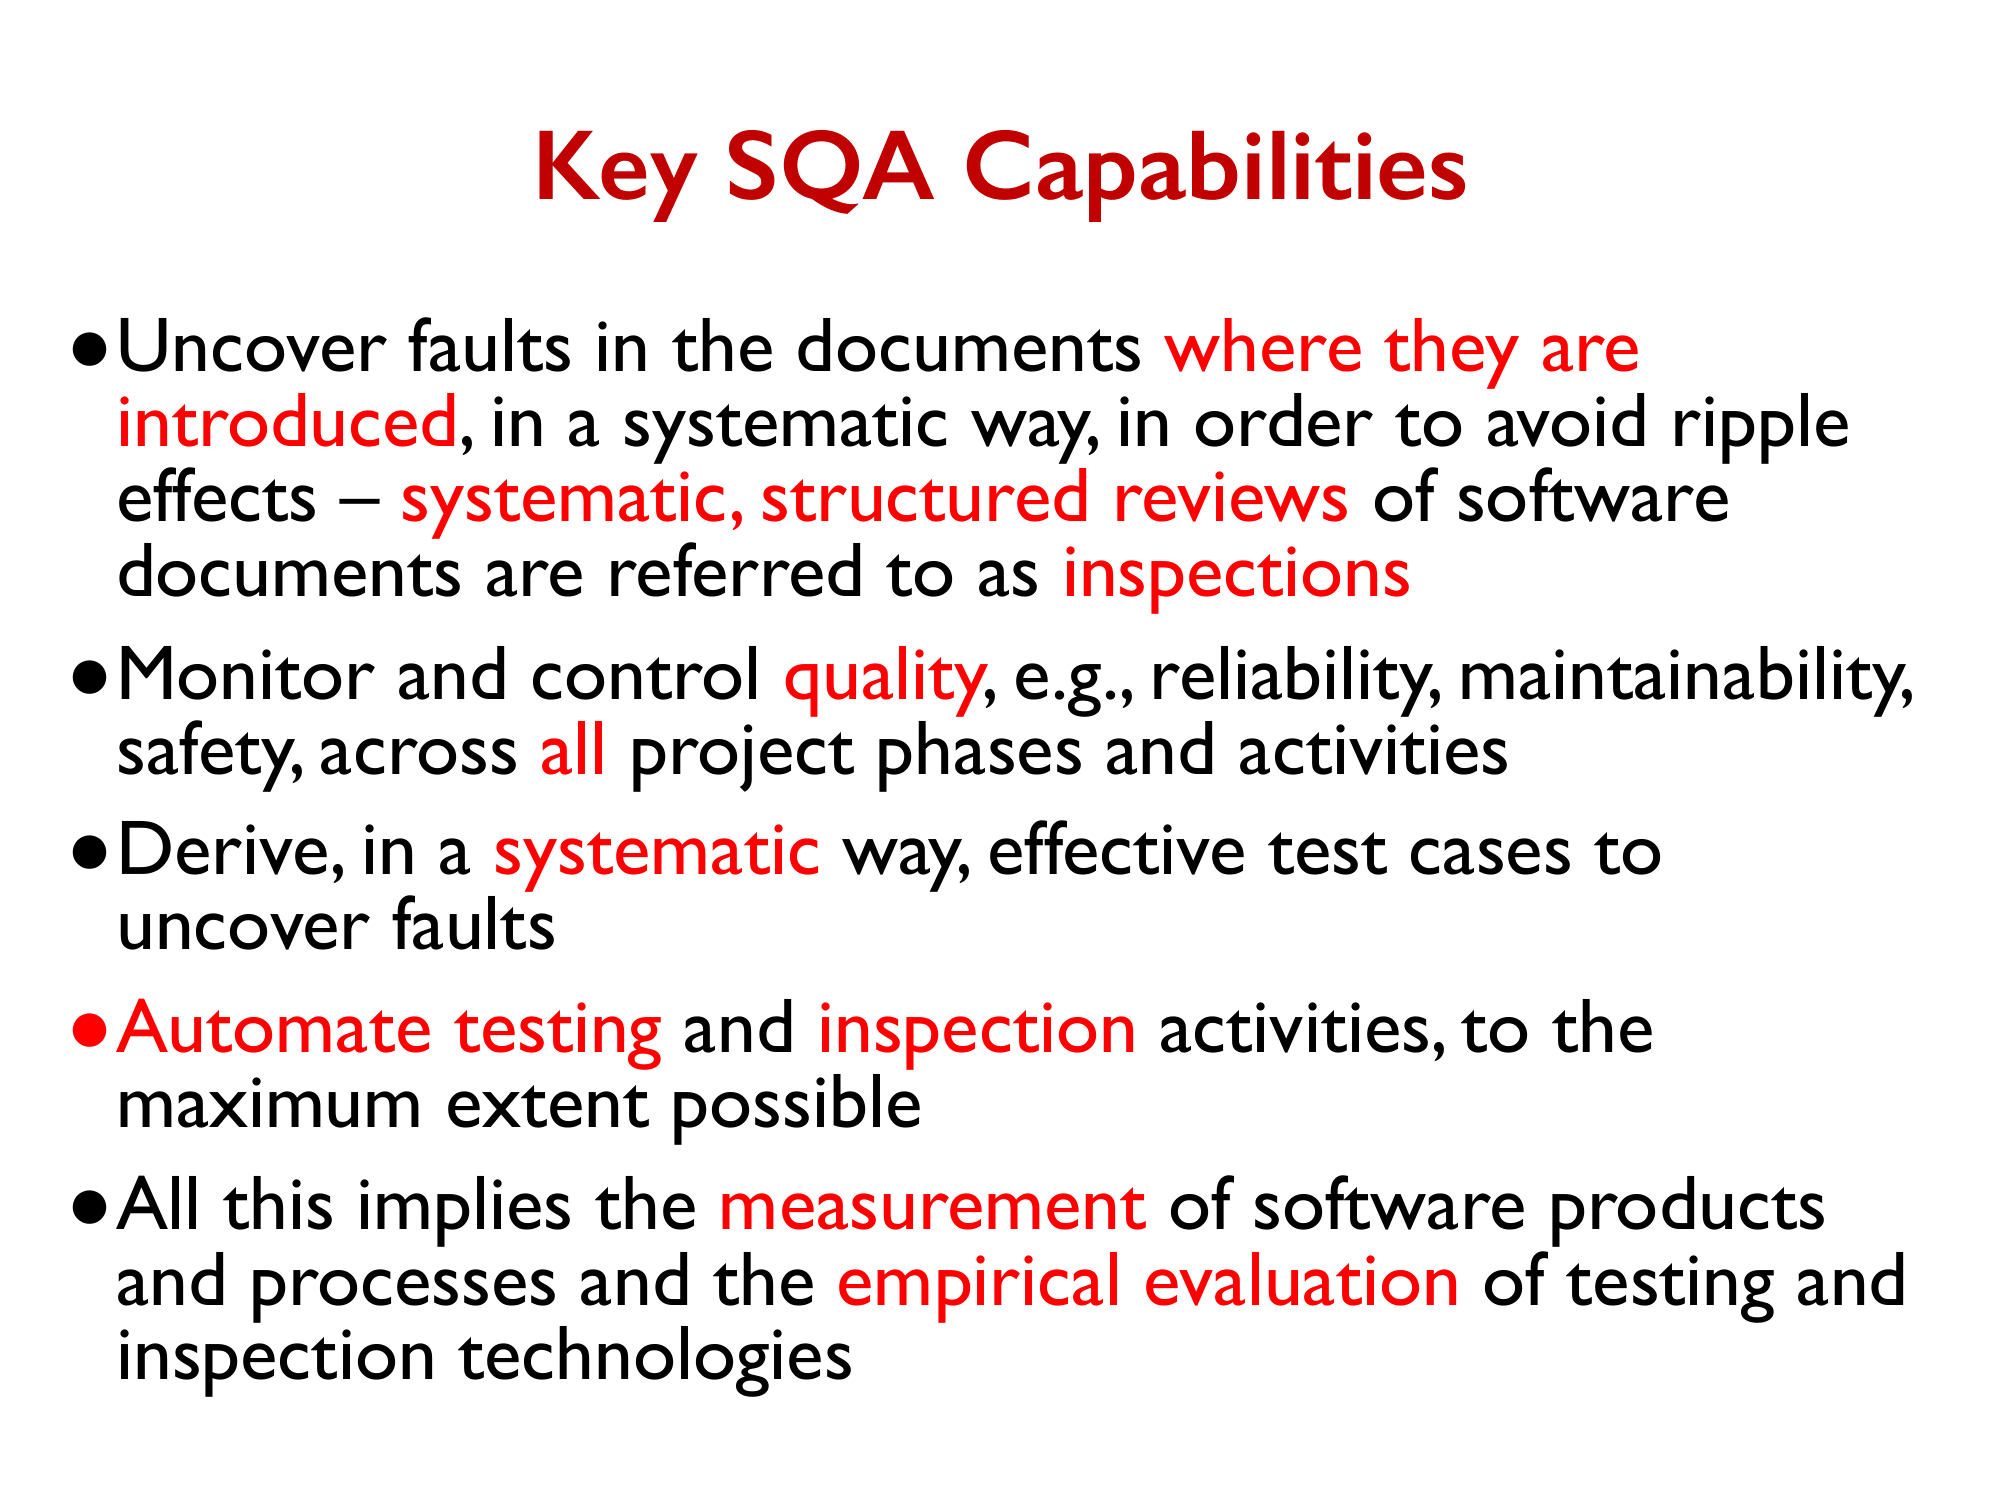 Key SQA Capabilities
●Uncover faults in the documents where they are
introduced, in a systematic way, in order to avoid ripple
effects – systematic, structured reviews of software
documents are referred to as inspections
●Monitor and control quality, e.g., reliability, maintainability,
safety, across all project phases and activities
●Derive, in a systematic way, effective test cases to
uncover faults
●Automate testing and inspection activities, to the
maximum extent possible
●All this implies the measurement of software products
and processes and the empirical evaluation of testing and
inspection technologies